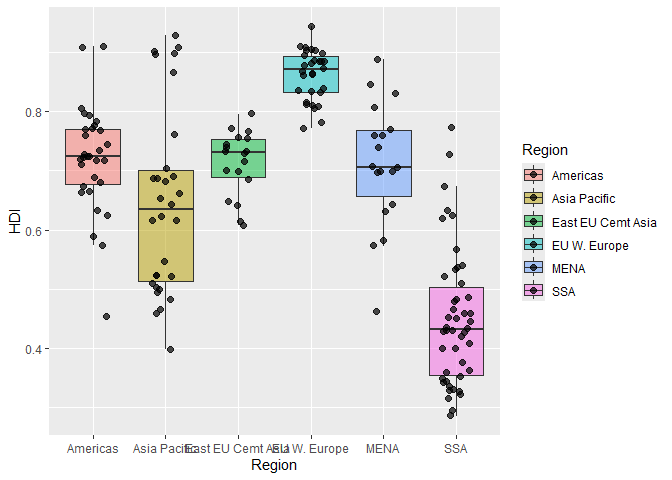 HDI
0.8
0.6
0.4
Americas
Asia Pacific
East EU Cemt Asia
EU W. Europe
MENA
SSA
Region
Region
Americas
Asia Pacific
East EU Cemt Asia
EU W. Europe
MENA
SSA